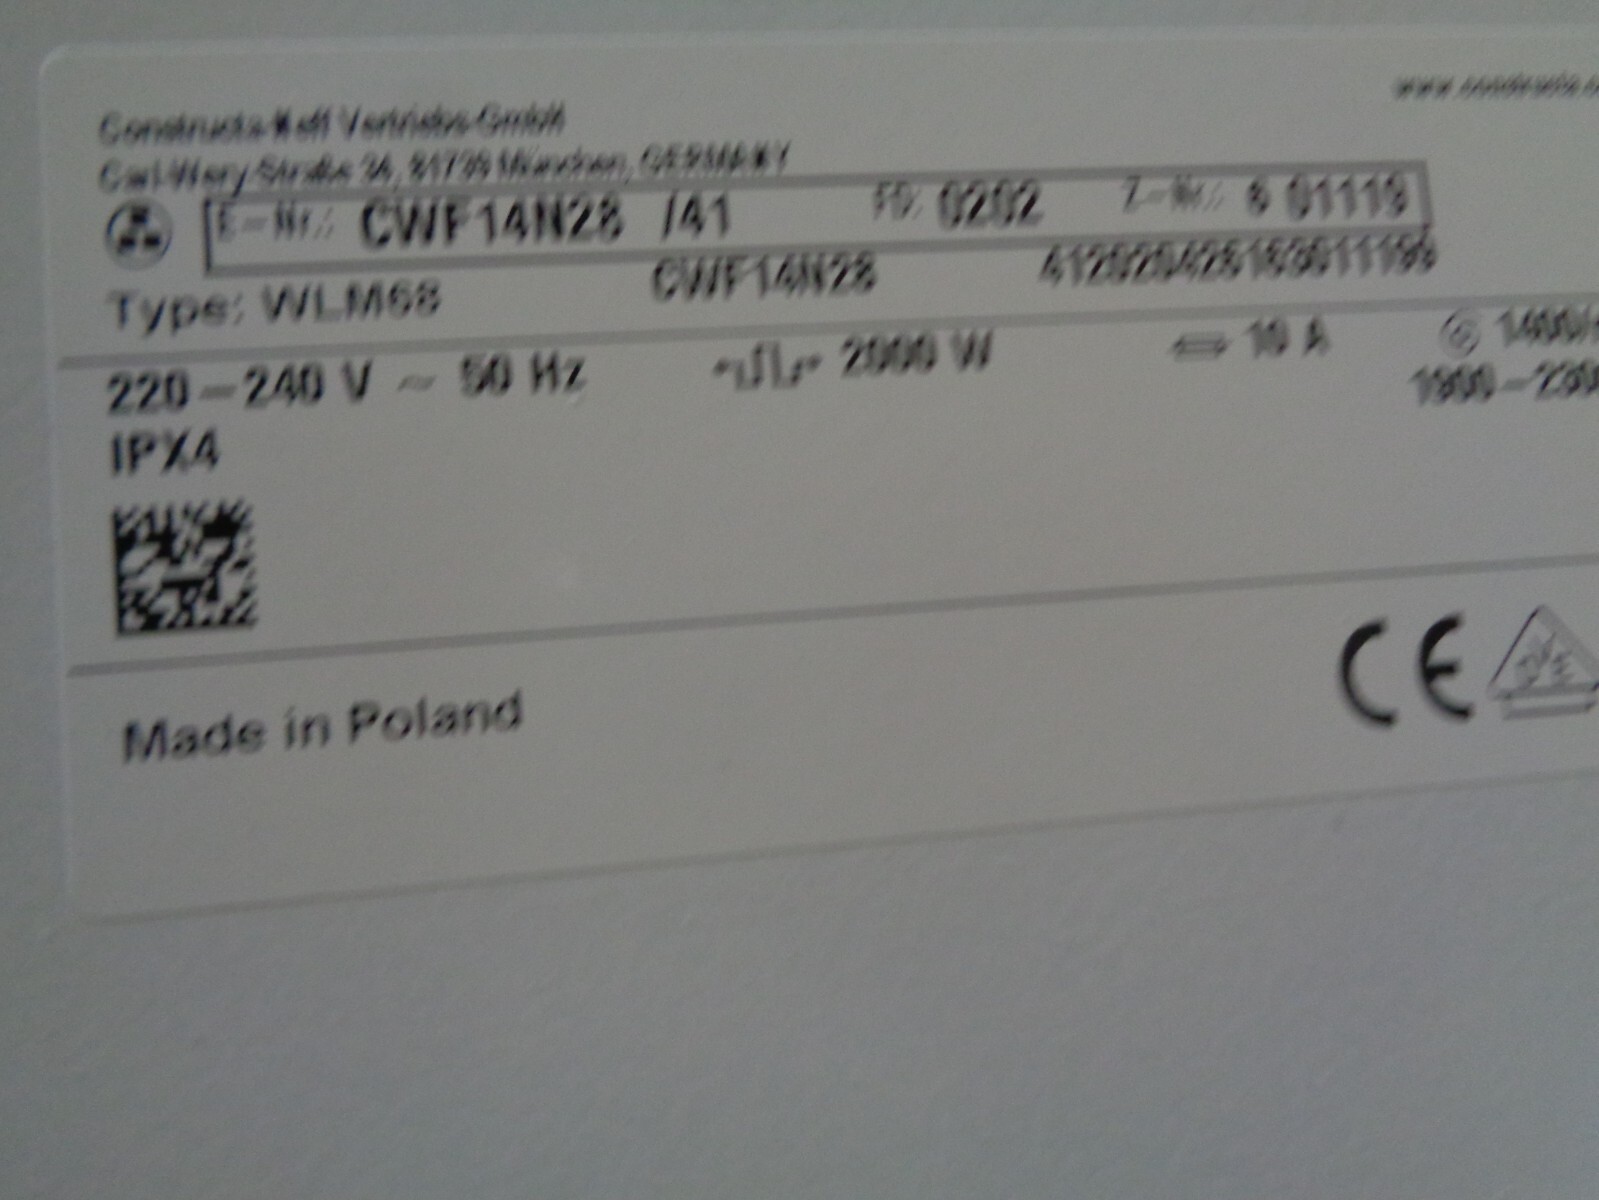 Constructa-Neff Vertriebs-GmbH
Carl-Wery-Straße 34, 81739 München, GERMANY
E-Nr.: CWF14N28 /41 FD: 0202 Z-Nr.:
Type: WLM68 CWF14N28
220-240 V ~ 50 Hz 2000 W 10 A
IPX4
CE
Made in Poland